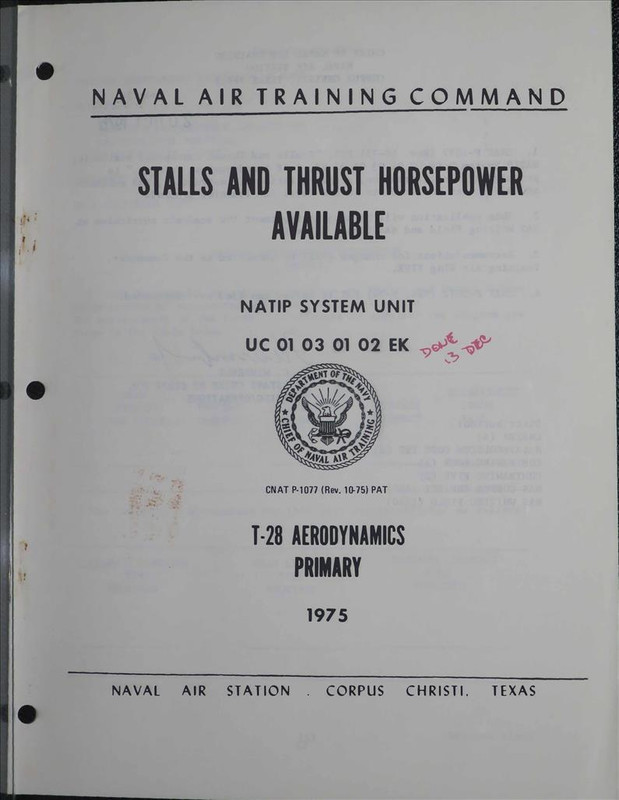 NAVAL AIR TRAINING COMMAND
STALLS AND THRUST HORSEPOWER
AVAILABLE
NATIP SYSTEM UNIT
UC 01 03 01 02 EK
DONE
13 DEC
DEPARTMENT OF THE NAVY
CHIEF OF NAVAL AIR TRAINING
CNAT P-1077 (Rev. 10-75) PAT
T-28 AERODYNAMICS
PRIMARY
1975
NAVAL AIR STATION . CORPUS CHRISTI, TEXAS